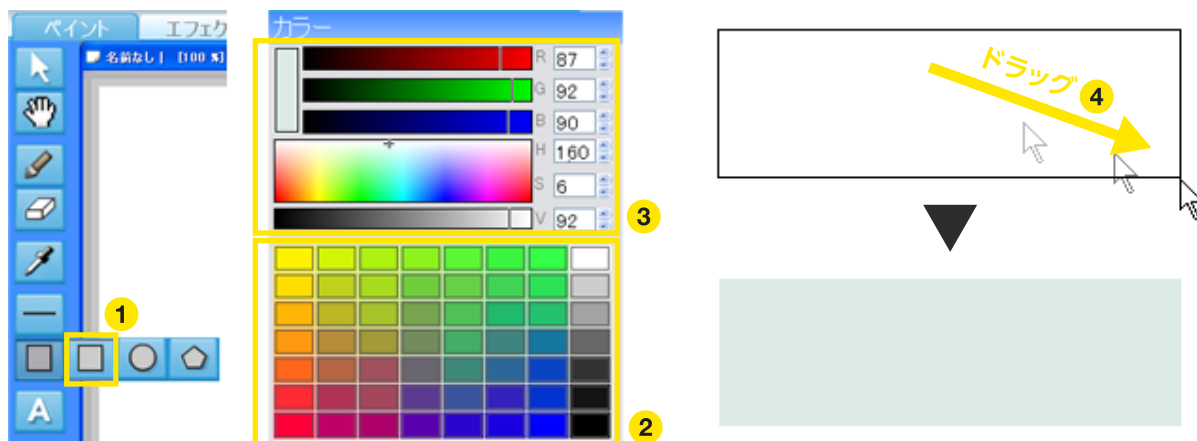 ペイント
エフェク
名前なし | [100 %]
A
1
カラー
R 87
G 92
B 90
H 160
S 6
V 92
3
2
ドラッグ
4